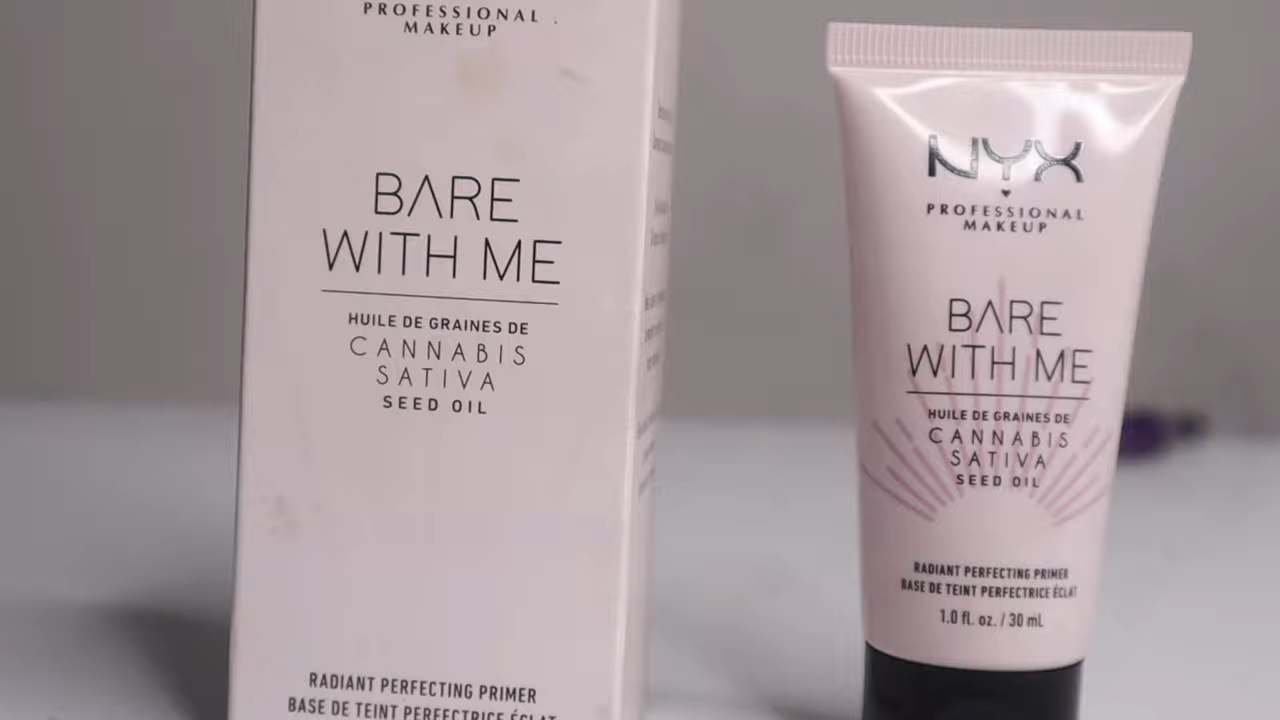 PROFESSIONAL
MAKEUP
BARE
WITH ME
HUILE DE GRAINES DE
CANNABIS
SATIVA
SEED OIL
RADIANT PERFECTING PRIMER
BASE DE TEINT PERFECTRICE ÉCLAT
NYX
PROFESSIONAL
MAKEUP
BARE
WITH ME
HUILE DE GRAINES DE
CANNABIS
SATIVA
SEED OIL
RADIANT PERFECTING PRIMER
BASE DE TEINT PERFECTRICE ÉCLAT
1.0 fl. oz. / 30 mL